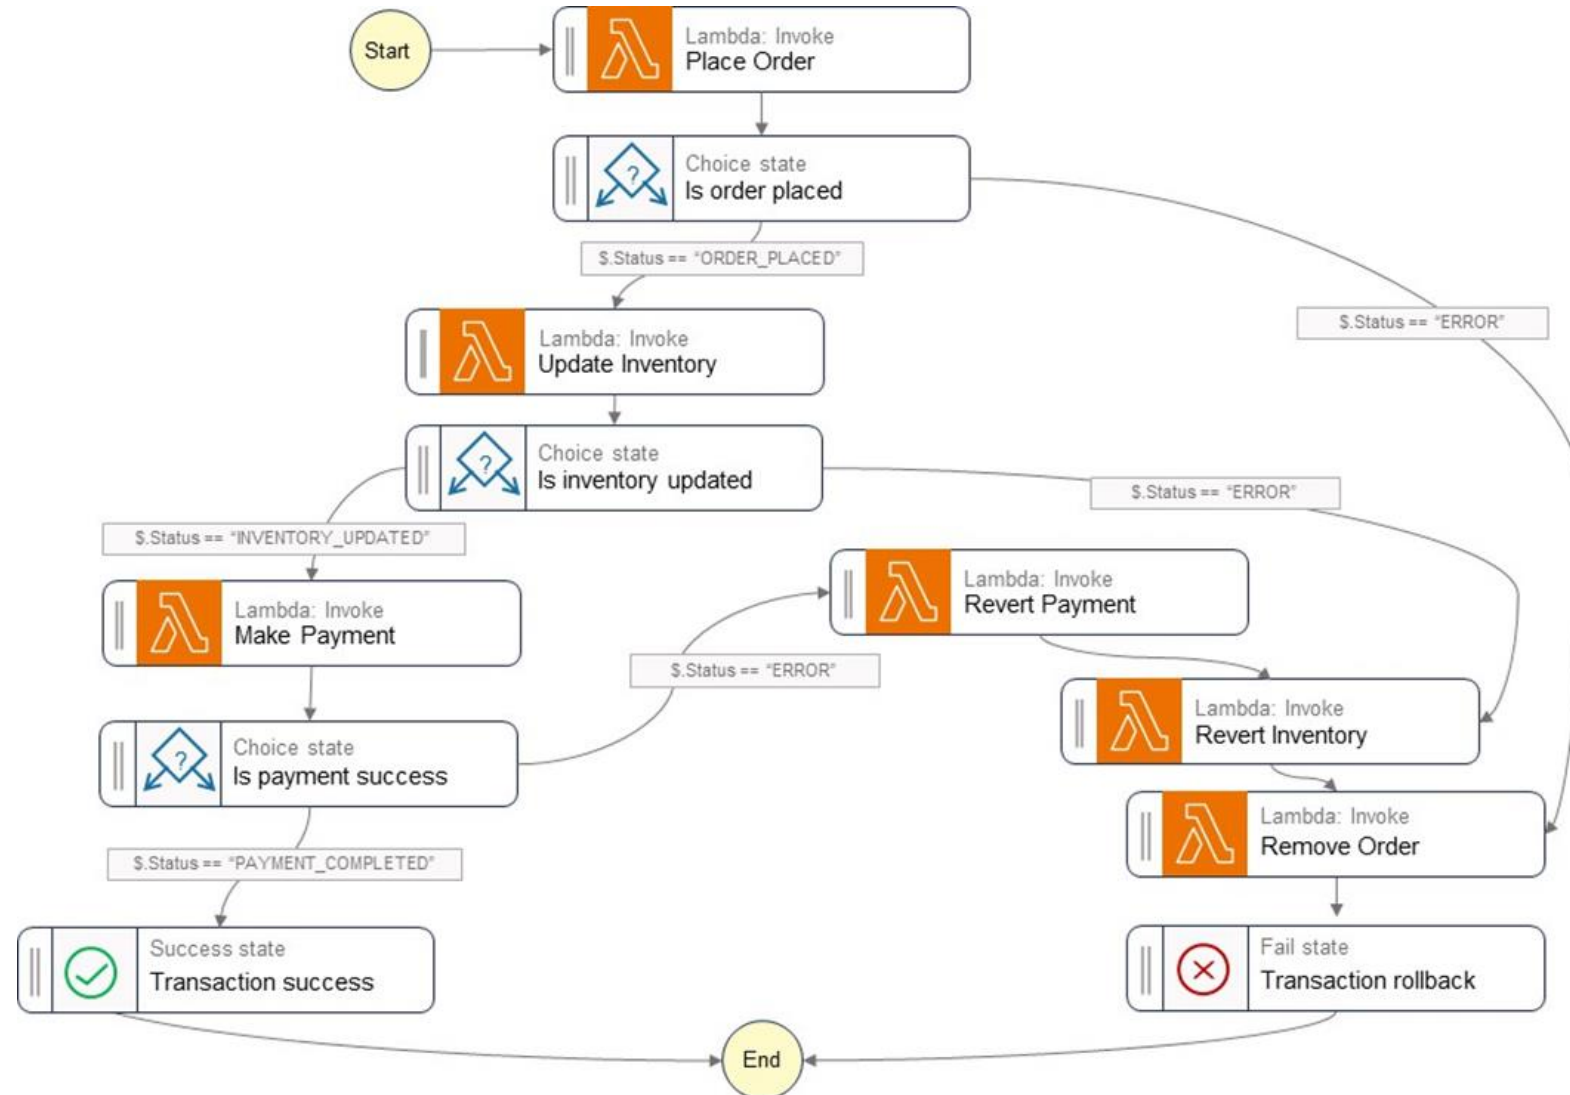 Start
Lambda: Invoke
Place Order
Choice state
Is order placed
$.Status == “ORDER_PLACED”
$.Status == “ERROR”
Lambda: Invoke
Update Inventory
Choice state
Is inventory updated
$.Status == “ERROR”
$.Status == “INVENTORY_UPDATED”
Lambda: Invoke
Revert Payment
Lambda: Invoke
Make Payment
$.Status == “ERROR”
Lambda: Invoke
Revert Inventory
Choice state
Is payment success
Lambda: Invoke
Remove Order
$.Status == “PAYMENT_COMPLETED”
Success state
Transaction success
Fail state
Transaction rollback
End